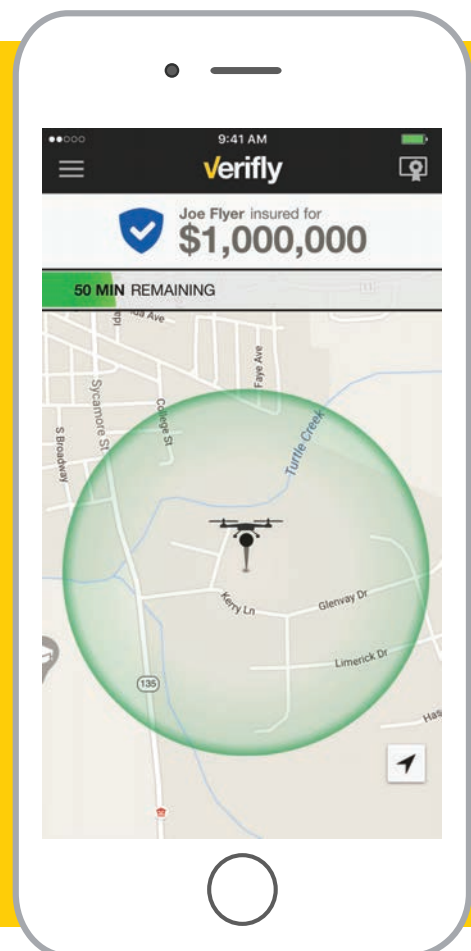 9:41 AM
Verifly
Joe Flyer insured for
$1,000,000
50 MIN REMAINING
Ave
Faye Ave
Sycamore St
College St
S Broadway
Turtle Creek
Kerry Ln
Glenvay Dr
Limerick Dr
135